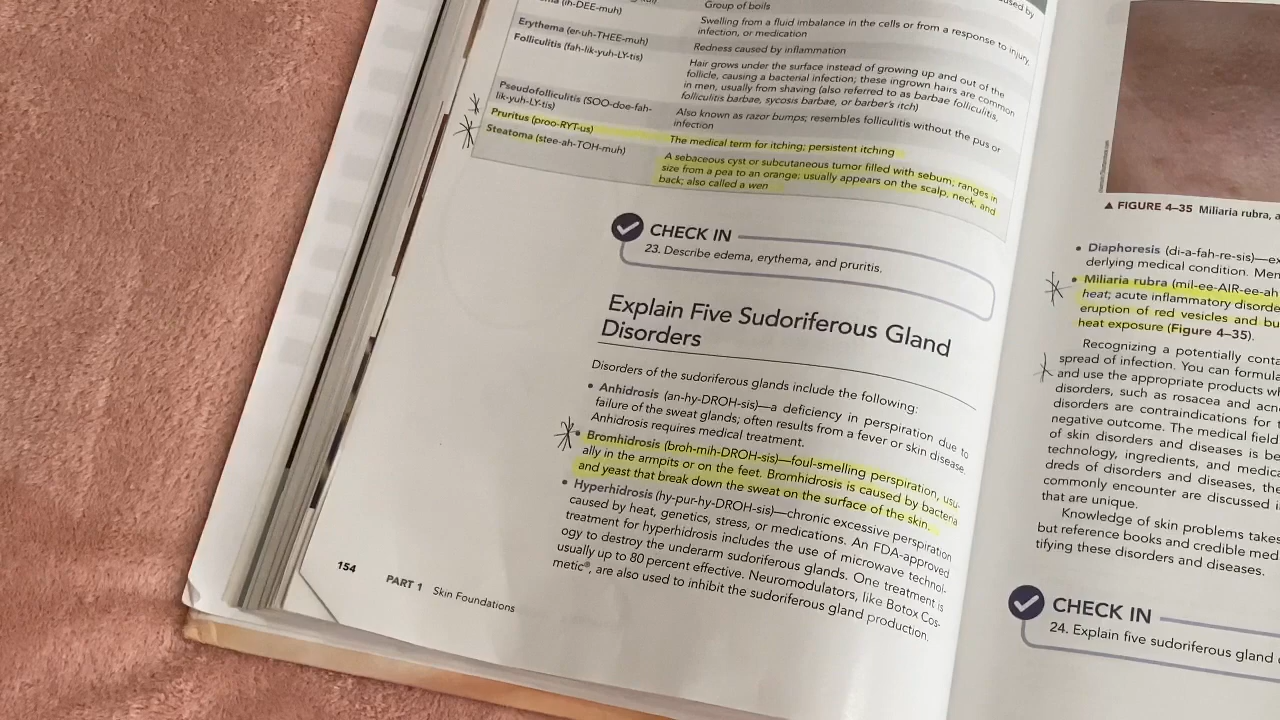 (ih-DEE-muh)
Group of boils
Swelling from a fluid imbalance in the cells or from a response to injury,
infection, or medication
Erythema (er-uh-THEE-muh)
Redness caused by inflammation
Folliculitis (fah-lik-yuh-LY-tis)
Hair grows under the surface instead of growing up and out of the
follicle, causing a bacterial infection; these ingrown hairs are common
in men, usually from shaving (also referred to as barbae folliculitis,
folliculitis barbae, sycosis barbae, or barber's itch)
Pseudofolliculitis (SOO-doe-fah-
lik-yuh-LY-tis)
Also known as razor bumps; resembles folliculitis without the pus or
infection
Pruritus (proo-RYT-us)
The medical term for itching; persistent itching
Steatoma (stee-ah-TOH-muh)
A sebaceous cyst or subcutaneous tumor filled with sebum; ranges in
size from a pea to an orange; usually appears on the scalp, neck, and
back; also called a wen
CHECK IN
23. Describe edema, erythema, and pruritis.
Explain Five Sudoriferous Gland
Disorders
Disorders of the sudoriferous glands include the following:
• Anhidrosis (an-hy-DROH-sis)—a deficiency in perspiration due to
failure of the sweat glands; often results from a fever or skin disease.
Anhidrosis requires medical treatment.
• Bromhidrosis (broh-mih-DROH-sis)—foul-smelling perspiration, usu-
ally in the armpits or on the feet. Bromhidrosis is caused by bacteria
and yeast that break down the sweat on the surface of the skin.
• Hyperhidrosis (hy-pur-hy-DROH-sis)—chronic excessive perspiration
caused by heat, genetics, stress, or medications. An FDA-approved
treatment for hyperhidrosis includes the use of microwave technol-
ogy to destroy the underarm sudoriferous glands. One treatment is
usually up to 80 percent effective. Neuromodulators, like Botox Cos-
metic®, are also used to inhibit the sudoriferous gland production.
154
PART 1 Skin Foundations
▲ FIGURE 4–35 Miliaria rubra, a
• Diaphoresis (di-a-fah-re-sis)—ex
derlying medical condition. Men
• Miliaria rubra (mil-ee-AIR-ee-ah
heat; acute inflammatory disorde
eruption of red vesicles and bu
heat exposure (Figure 4–35).
Recognizing a potentially conta
spread of infection. You can formula
and use the appropriate products wh
disorders, such as rosacea and acn
disorders are contraindications for t
negative outcome. The medical field
of skin disorders and diseases is be
technology, ingredients, and medic
dreds of disorders and diseases, the
commonly encounter are discussed i
that are unique.
Knowledge of skin problems takes
but reference books and credible med
tifying these disorders and diseases.
CHECK IN
24. Explain five sudoriferous gland